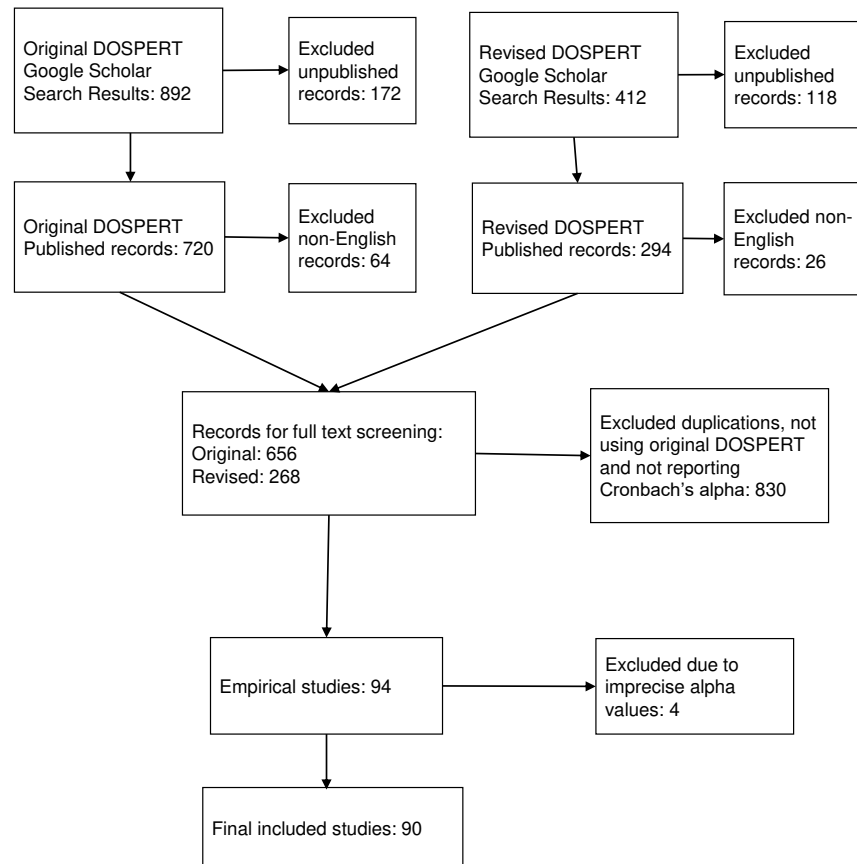 Original DOSPERT
Google Scholar
Search Results: 892
Excluded
unpublished
records: 172
Revised DOSPERT
Google Scholar
Search Results: 412
Excluded
unpublished
records: 118
Original DOSPERT
Published records: 720
Excluded
non-English
records: 64
Revised DOSPERT
Published records: 294
Excluded non-
English
records: 26
Records for full text screening:
Original: 656
Revised: 268
Excluded duplications, not
using original DOSPERT
and not reporting
Cronbach's alpha: 830
Empirical studies: 94
Excluded due to
imprecise alpha
values: 4
Final included studies: 90